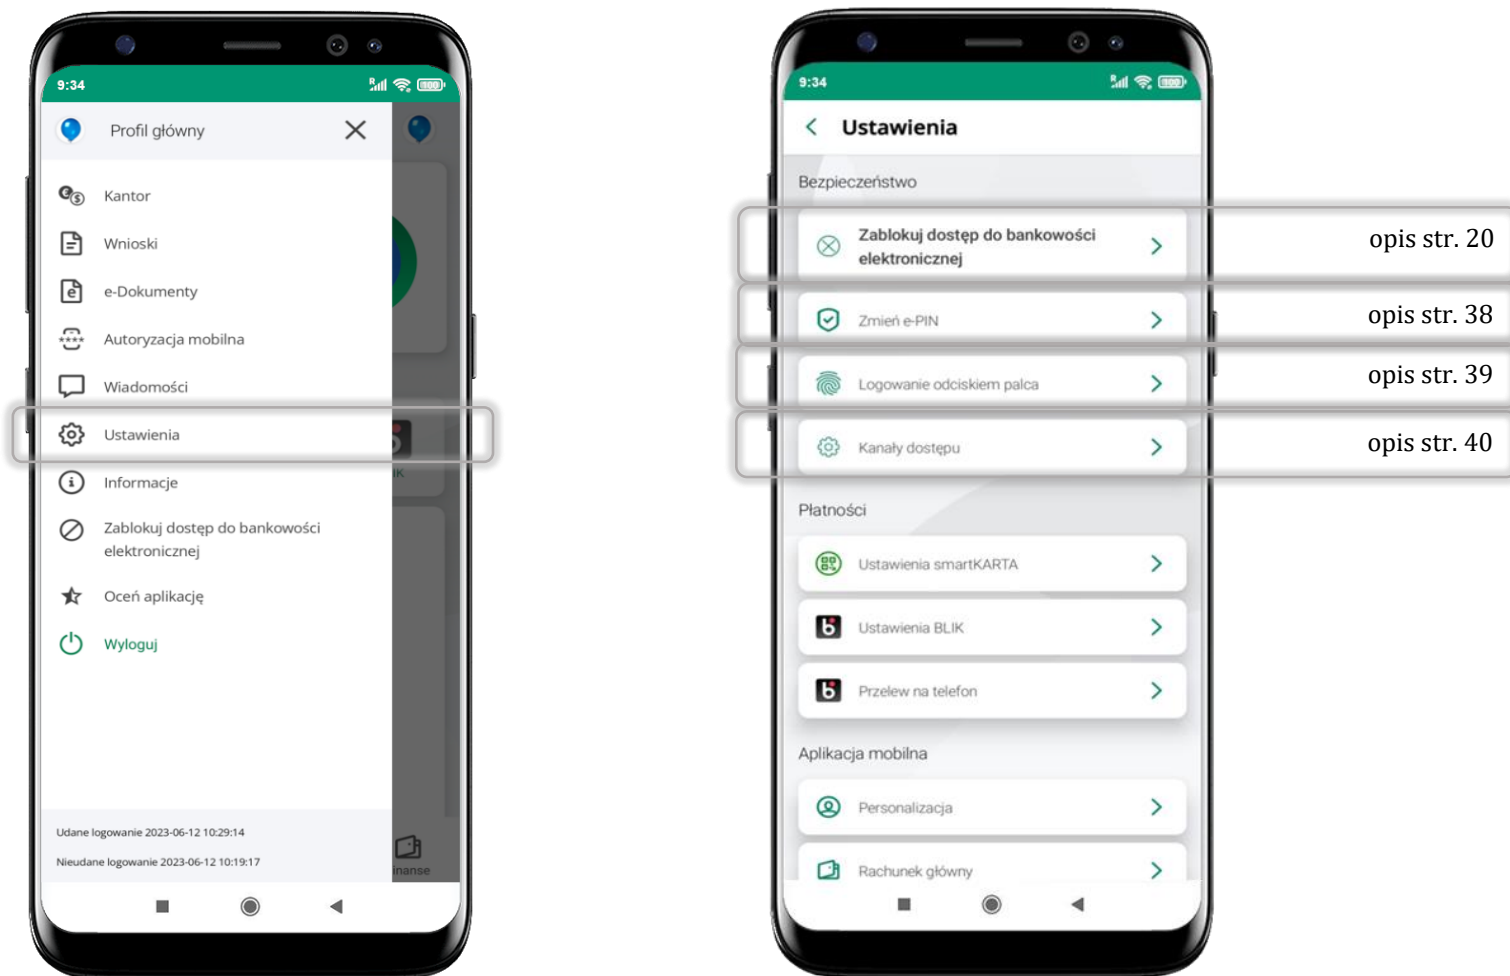 9:34
Profil główny
Kantor
Wnioski
e-Dokumenty
Autoryzacja mobilna
Wiadomości
Ustawienia
IK
Informacje
Zablokuj dostęp do bankowości
elektronicznej
Oceń aplikację
Wyloguj
Udane logowanie 2023-06-12 10:29:14
Nieudane logowanie 2023-06-12 10:19:17
inanse
9:34
Ustawienia
Bezpieczeństwo
Zablokuj dostęp do bankowości
elektronicznej
opis str. 20
Zmień e-PIN
opis str. 38
Logowanie odciskiem palca
opis str. 39
Kanały dostępu
opis str. 40
Płatności
Ustawienia smartKARTA
Ustawienia BLIK
Przelew na telefon
Aplikacja mobilna
Personalizacja
Rachunek główny